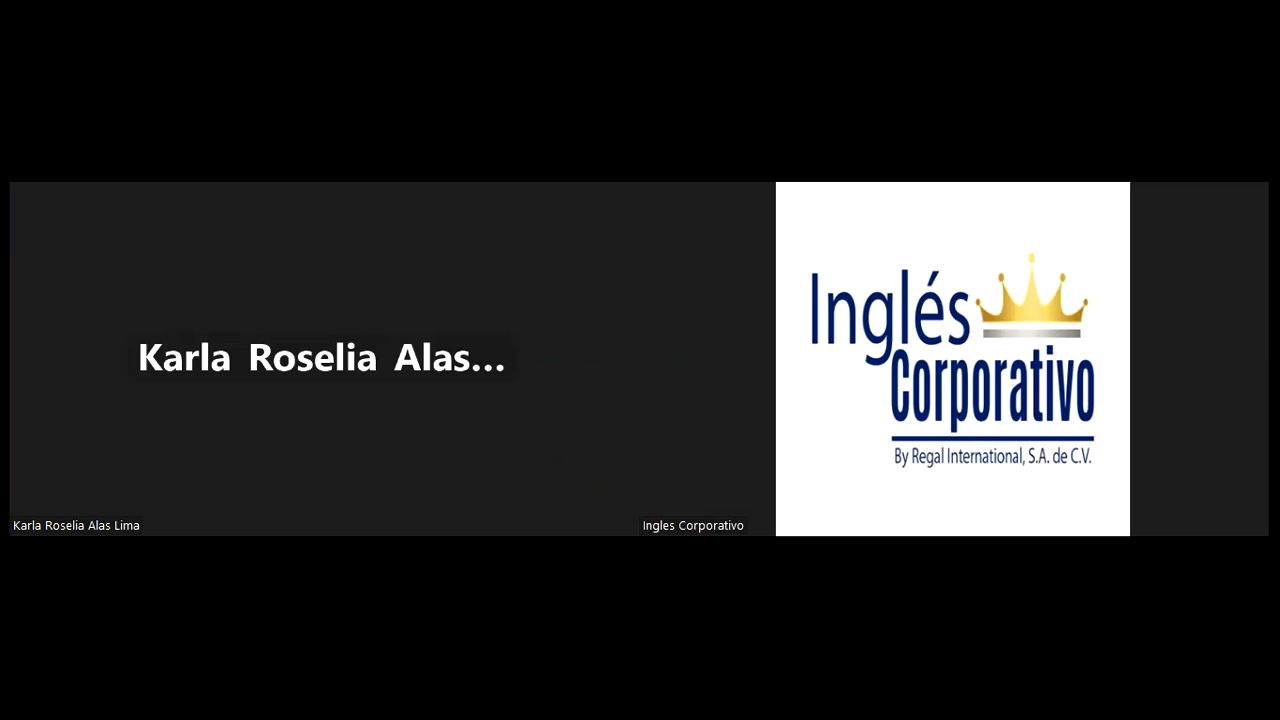 Karla Roselia Alas...
Karla Roselia Alas Lima
Inglés
Corporativo
By Regal International, S.A. de C.V.
Ingles Corporativo